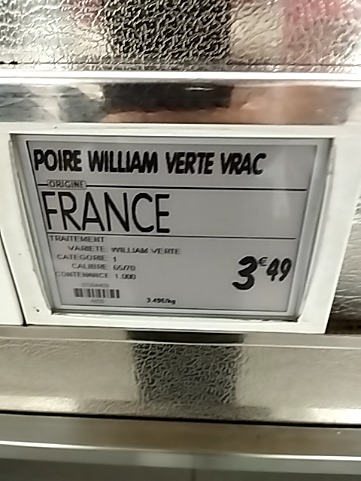 POIRE WILLIAM VERTE VRAC
ORIGINE
FRANCE
TRAITEMENT
VARIETE WILLIAM VERTE
CATEGORIE 1
CALIBRE 65/70
CONTENANCE 1.000
3€49
3.49€/kg